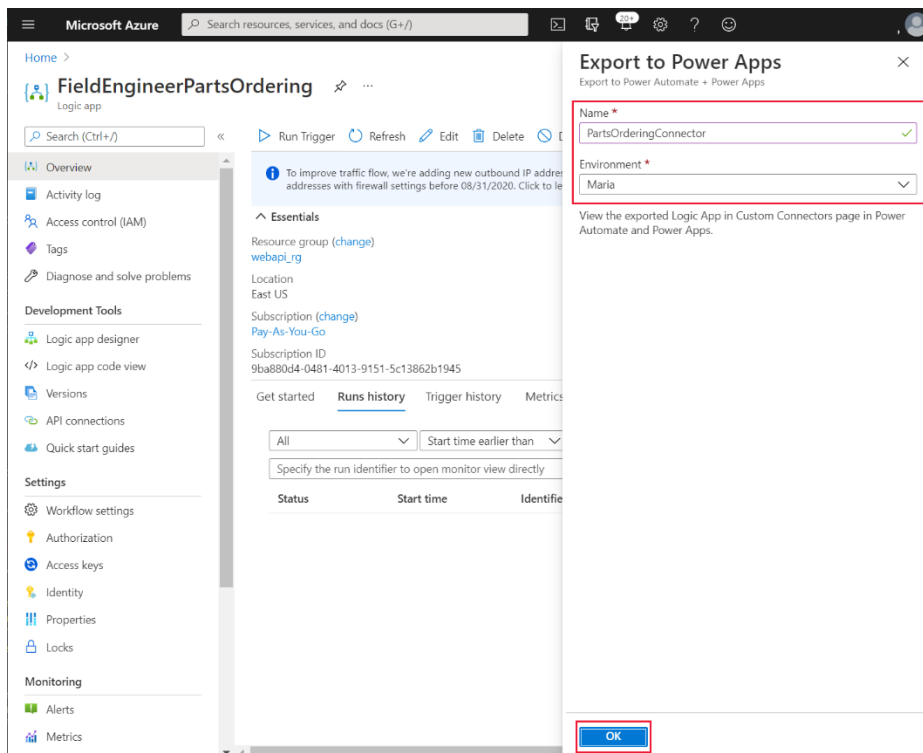 Microsoft Azure
Search resources, services, and docs (G+/)
20+
Home >
FieldEngineerPartsOrdering
Logic app
Search (Ctrl+/)
Overview
Activity log
Access control (IAM)
Tags
Diagnose and solve problems
Development Tools
Logic app designer
Logic app code view
Versions
API connections
Quick start guides
Settings
Workflow settings
Authorization
Access keys
Identity
Properties
Locks
Monitoring
Alerts
Metrics
Run Trigger Refresh Edit Delete
To improve traffic flow, we're adding new outbound IP
addresses with firewall settings before 08/31/2020. Click to
Essentials
Resource group (change)
webapi_rg
Location
East US
Subscription (change)
Pay-As-You-Go
Subscription ID
9ba880d4-0481-4013-9151-5c13862b1945
Get started Runs history Trigger history Metrics
All Start time earlier than
Specify the run identifier to open monitor view directly
Status Start time
Export to Power Apps
Export to Power Automate + Power Apps
Name *
PartsOrderingConnector
Environment *
Maria
View the exported Logic App in Custom Connectors page in Power
Automate and Power Apps.
OK